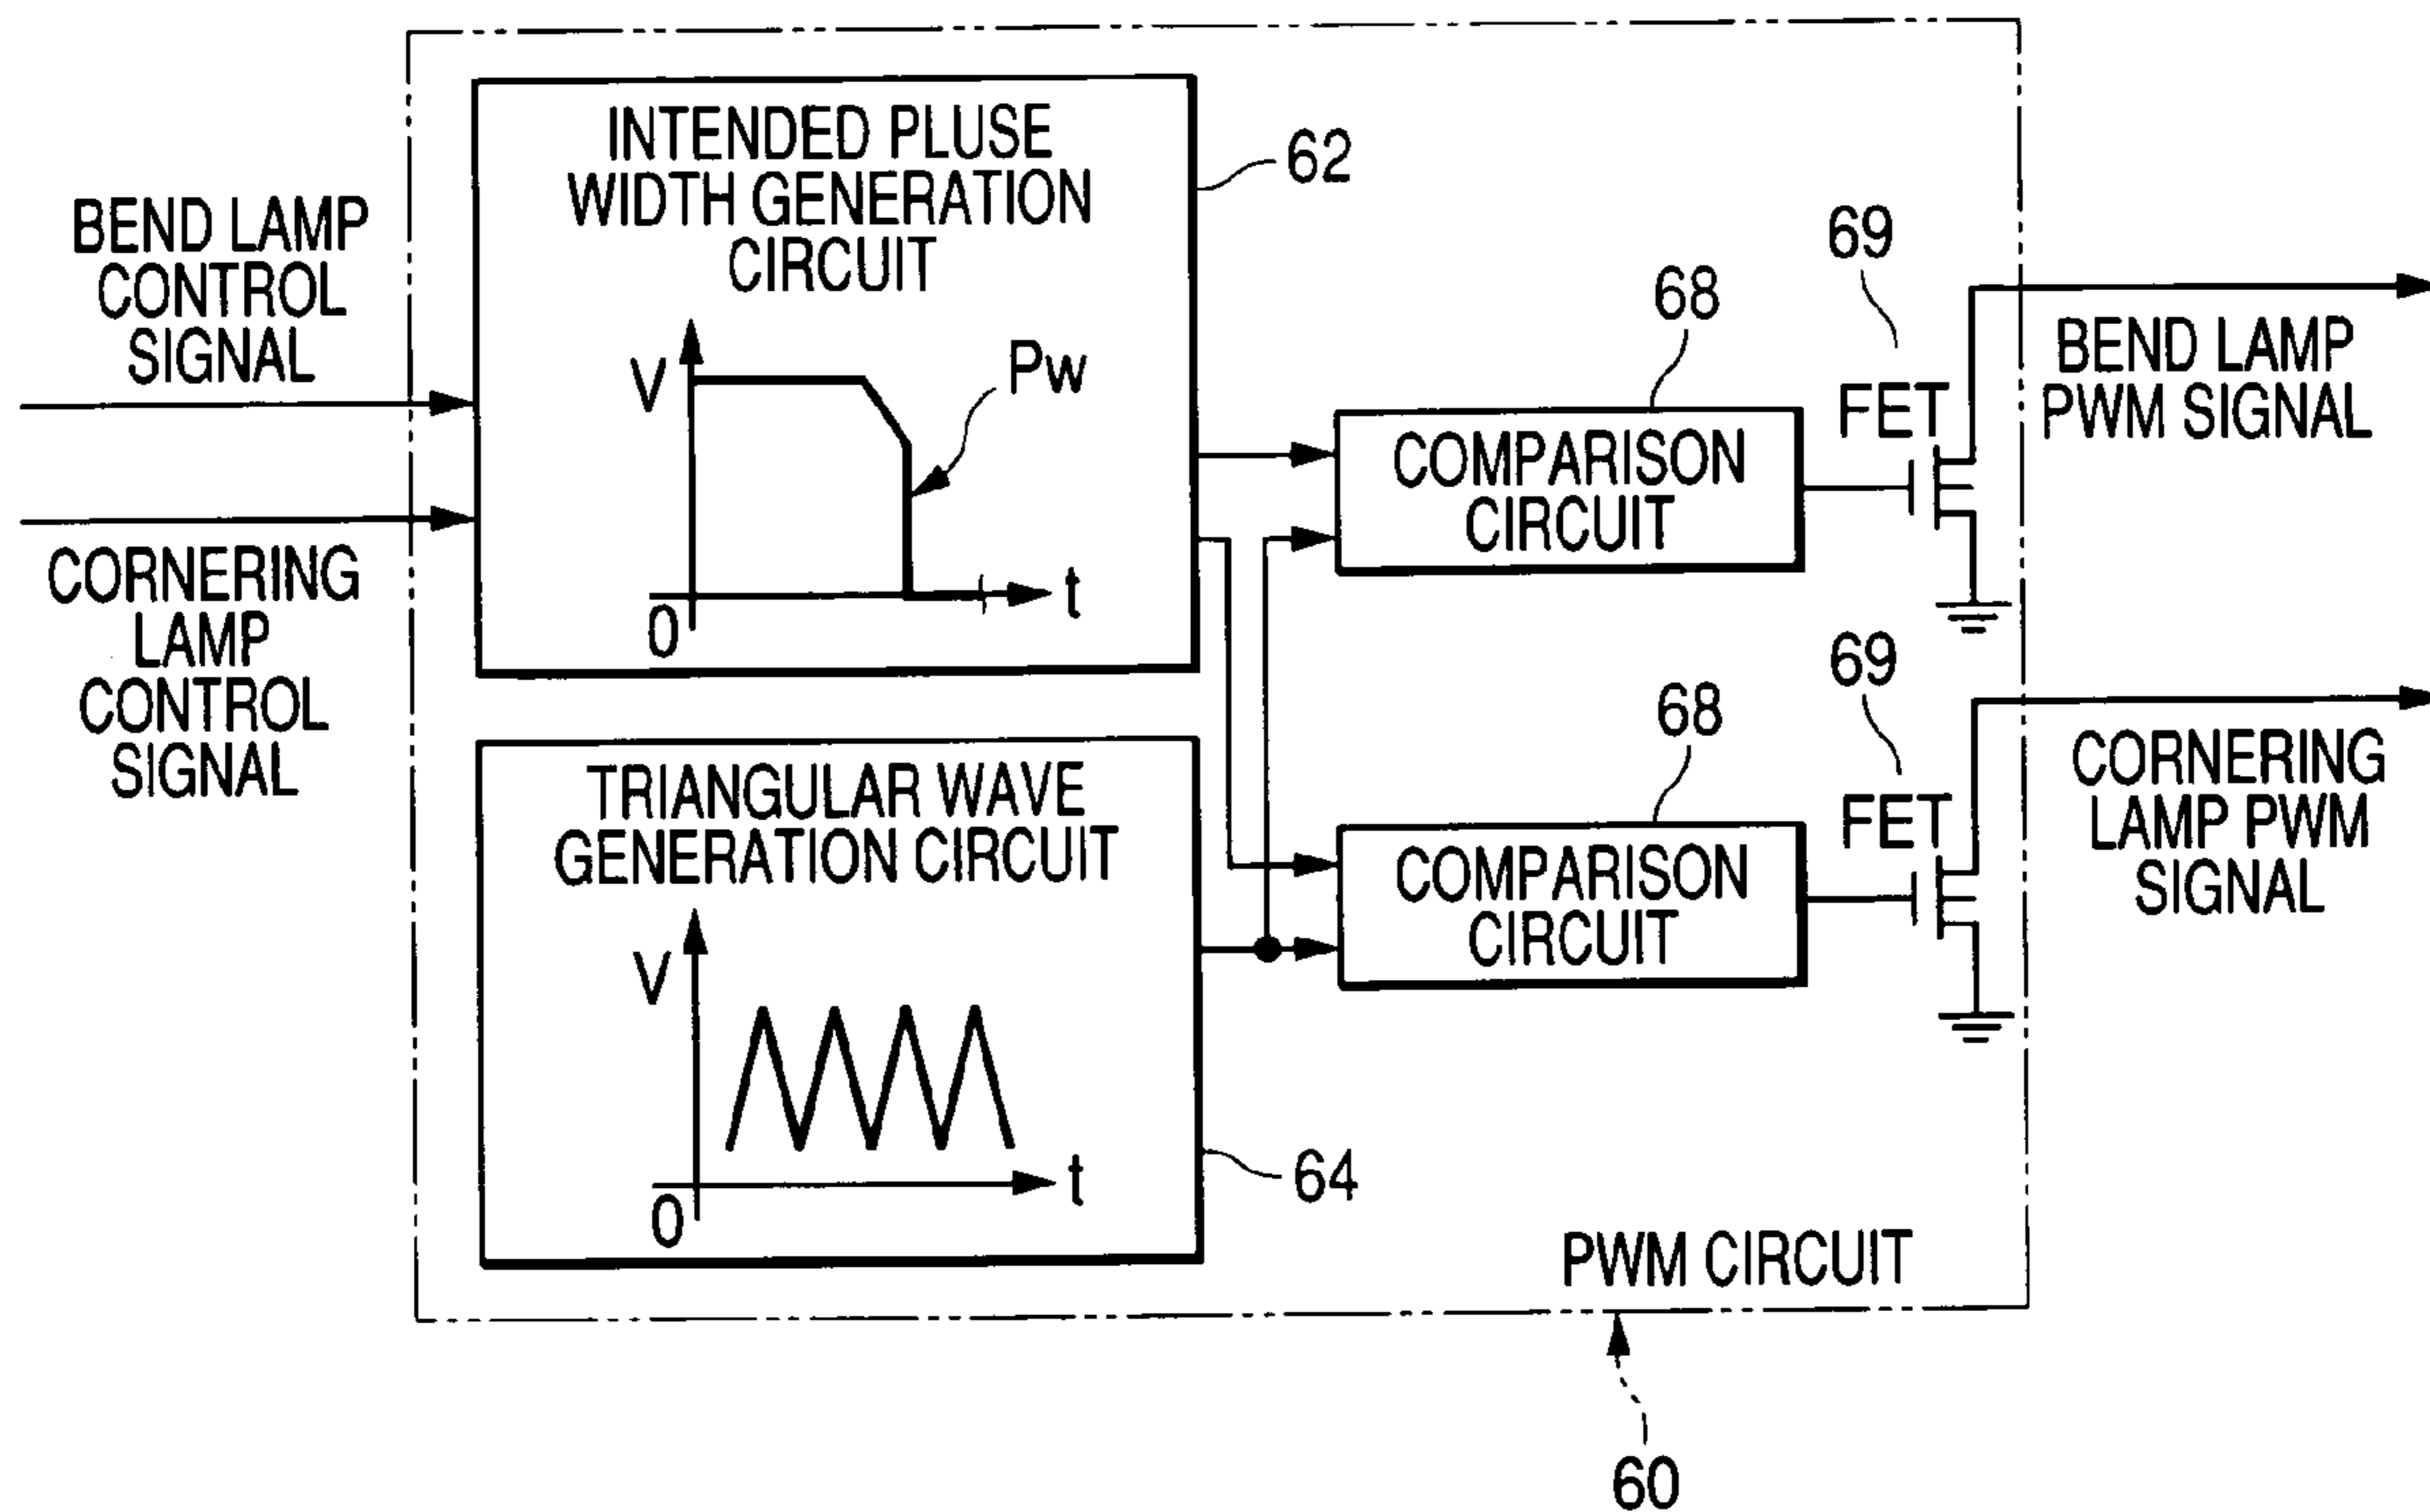 BEND LAMP
CONTROL
SIGNAL
CORNERING
LAMP
CONTROL
SIGNAL
INTENDED PLUSE
WIDTH GENERATION
CIRCUIT
V
Pw
0
t
62
TRIANGULAR WAVE
GENERATION CIRCUIT
V
0
t
64
68
COMPARISON
CIRCUIT
69
FET
BEND LAMP
PWM SIGNAL
68
COMPARISON
CIRCUIT
69
FET
CORNERING
LAMP PWM
SIGNAL
PWM CIRCUIT
60